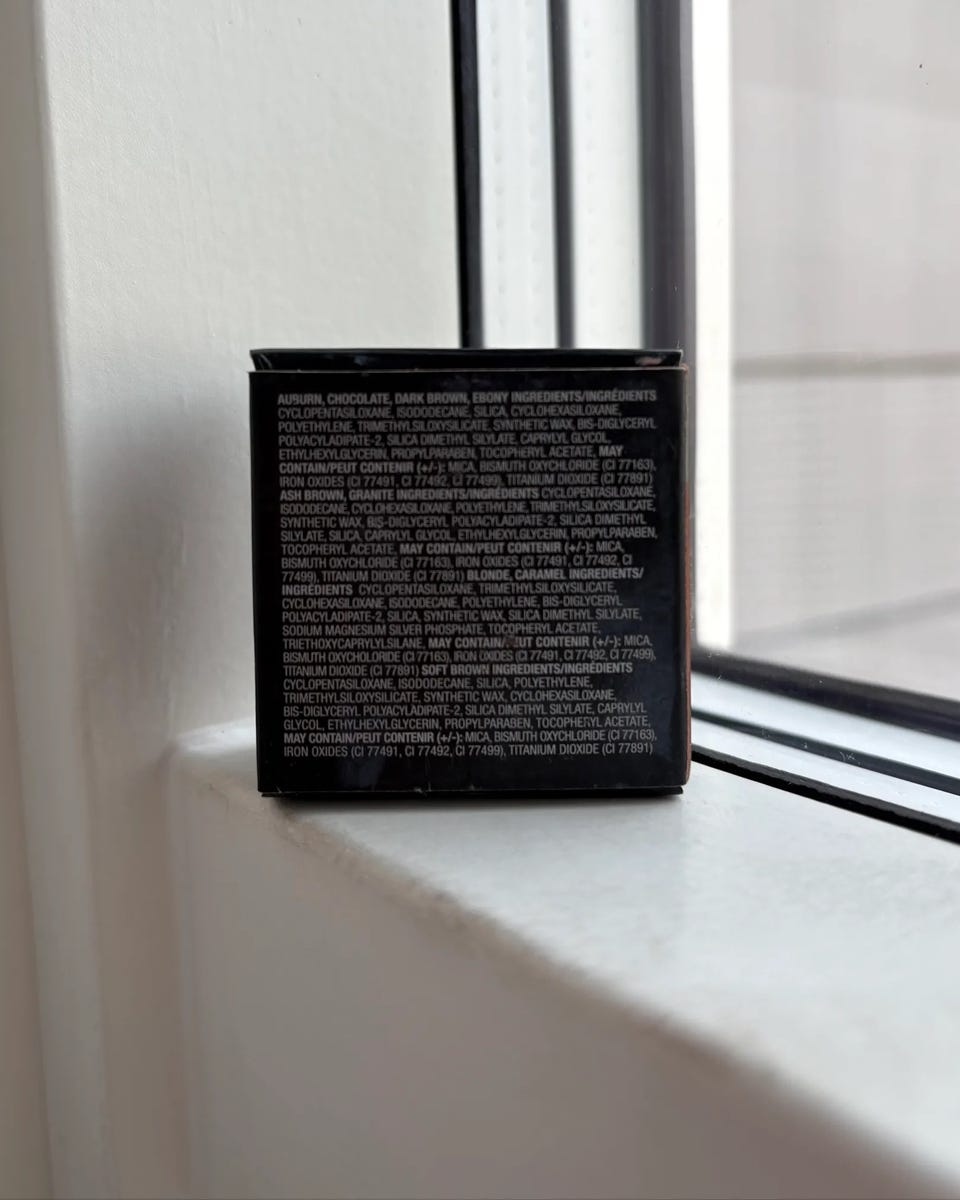 AUBURN, CHOCOLATE, DARK BROWN, EBONY INGREDIENTS/INGRÉDIENTS
CYCLOPENTASILOXANE, ISODODECANE, SILICA, CYCLOHEXASILOXANE,
POLYETHYLENE, TRIMETHYLSILOXYSILICATE, SYNTHETIC WAX, BIS-DIGLYCERYL
POLYACYLADIPATE-2, SILICA DIMETHYL SILYLATE, CAPRYLYL GLYCOL,
ETHYLHEXYLGLYCERIN, PROPYLPARABEN, TOCOPHERYL ACETATE, MAY
CONTAIN/PEUT CONTENIR (+/-): MICA, BISMUTH OXYCHLORIDE (CI 77163),
IRON OXIDES (CI 77491, CI 77492, CI 77499), TITANIUM DIOXIDE (CI 77891)
ASH BROWN, GRANITE INGREDIENTS/INGRÉDIENTS CYCLOPENTASILOXANE,
ISODODECANE, CYCLOHEXASILOXANE, POLYETHYLENE, TRIMETHYLSILOXYSILICATE,
SYNTHETIC WAX, BIS-DIGLYCERYL POLYACYLADIPATE-2, SILICA DIMETHYL
SILYLATE, SILICA, CAPRYLYL GLYCOL, ETHYLHEXYLGLYCERIN, PROPYLPARABEN,
TOCOPHERYL ACETATE, MAY CONTAIN/PEUT CONTENIR (+/-): MICA,
BISMUTH OXYCHLORIDE (CI 77163), IRON OXIDES (CI 77491, CI 77492, CI
77499), TITANIUM DIOXIDE (CI 77891) BLONDE, CARAMEL INGREDIENTS/
INGRÉDIENTS CYCLOPENTASILOXANE, TRIMETHYLSILOXYSILICATE,
CYCLOHEXASILOXANE, ISODODECANE, POLYETHYLENE, BIS-DIGLYCERYL
POLYACYLADIPATE-2, SILICA, SYNTHETIC WAX, SILICA DIMETHYL SILYLATE,
SODIUM MAGNESIUM SILVER PHOSPHATE, TOCOPHERYL ACETATE,
TRIETHOXYCAPRYLYLSILANE, MAY CONTAIN/PEUT CONTENIR (+/-): MICA,
BISMUTH OXYCHOLORIDE (CI 77163), IRON OXIDES (CI 77491, CI 77492, CI 77499),
TITANIUM DIOXIDE (CI 77891) SOFT BROWN INGREDIENTS/INGRÉDIENTS
CYCLOPENTASILOXANE, ISODODECANE, SILICA, POLYETHYLENE,
TRIMETHYLSILOXYSILICATE, SYNTHETIC WAX, CYCLOHEXASILOXANE,
BIS-DIGLYCERYL POLYACYLADIPATE-2, SILICA DIMETHYL SILYLATE, CAPRYLYL
GLYCOL, ETHYLHEXYLGLYCERIN, PROPYLPARABEN, TOCOPHERYL ACETATE,
MAY CONTAIN/PEUT CONTENIR (+/-): MICA, BISMUTH OXYCHLORIDE (CI 77163),
IRON OXIDES (CI 77491, CI 77492, CI 77499), TITANIUM DIOXIDE (CI 77891)